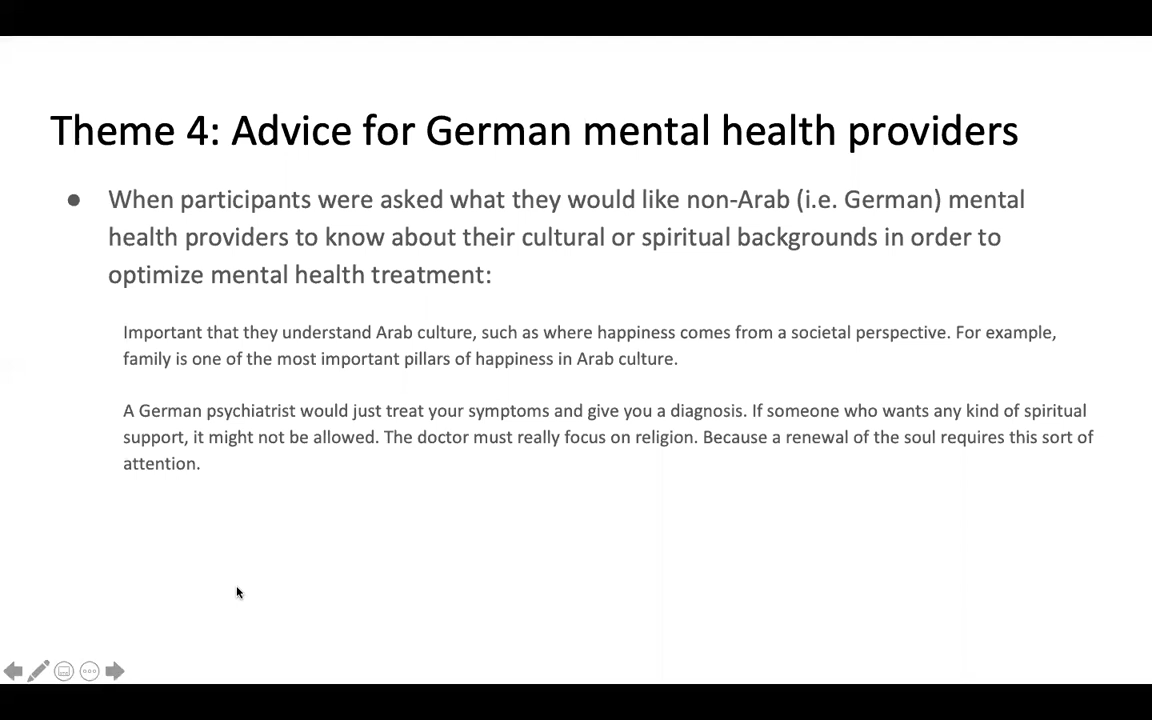 Theme 4: Advice for German mental health providers
● When participants were asked what they would like non-Arab (i.e. German) mental
health providers to know about their cultural or spiritual backgrounds in order to
optimize mental health treatment:
Important that they understand Arab culture, such as where happiness comes from a societal perspective. For example,
family is one of the most important pillars of happiness in Arab culture.
A German psychiatrist would just treat your symptoms and give you a diagnosis. If someone who wants any kind of spiritual
support, it might not be allowed. The doctor must really focus on religion. Because a renewal of the soul requires this sort of
attention.